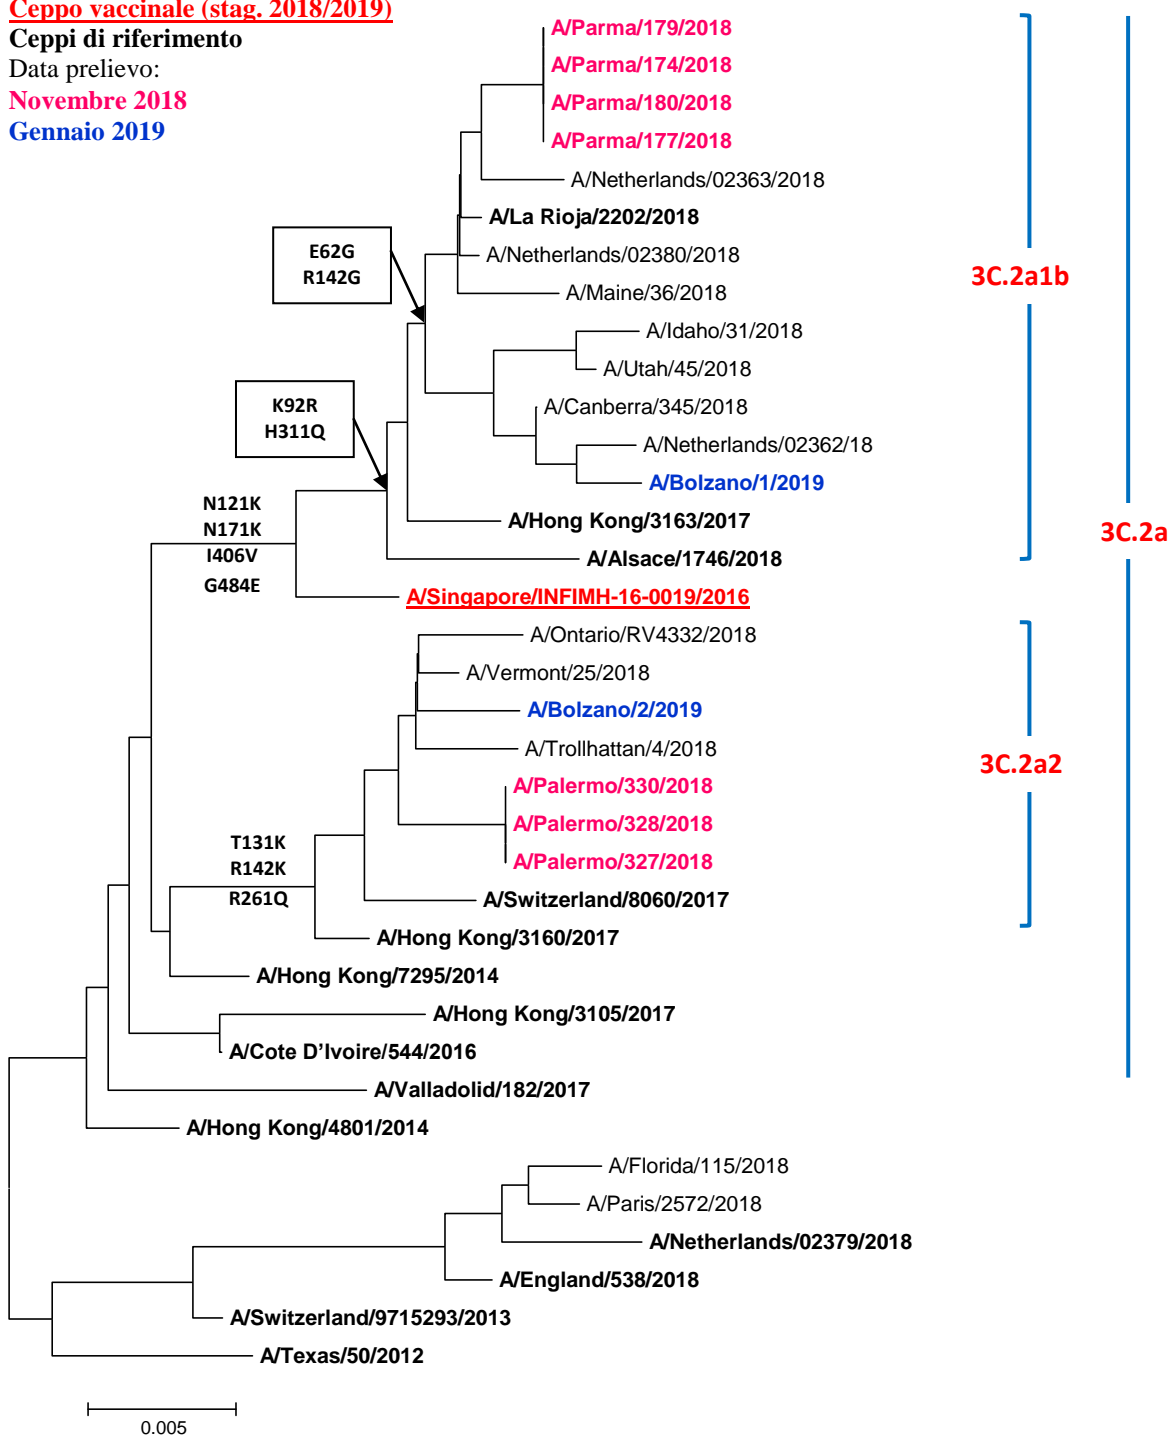 Ceppo vaccinale (stag. 2018/2019)
Ceppi di riferimento
Data prelievo:
Novembre 2018
Gennaio 2019
A/Parma/179/2018
A/Parma/174/2018
A/Parma/180/2018
A/Parma/177/2018
A/Netherlands/02363/2018
A/La Rioja/2202/2018
A/Netherlands/02380/2018
A/Maine/36/2018
A/Idaho/31/2018
A/Utah/45/2018
A/Canberra/345/2018
A/Netherlands/02362/18
A/Bolzano/1/2019
A/Hong Kong/3163/2017
A/Alsace/1746/2018
A/Singapore/INFIMH-16-0019/2016
A/Ontario/RV4332/2018
A/Vermont/25/2018
A/Bolzano/2/2019
A/Trollhattan/4/2018
A/Palermo/330/2018
A/Palermo/328/2018
A/Palermo/327/2018
A/Switzerland/8060/2017
A/Hong Kong/3160/2017
A/Hong Kong/7295/2014
A/Hong Kong/3105/2017
A/Cote D’Ivoire/544/2016
A/Valladolid/182/2017
A/Hong Kong/4801/2014
A/Florida/115/2018
A/Paris/2572/2018
A/Netherlands/02379/2018
A/England/538/2018
A/Switzerland/9715293/2013
A/Texas/50/2012
E62G
R142G
K92R
H311Q
N121K
N171K
I406V
G484E
T131K
R142K
R261Q
3C.2a1b
3C.2a
3C.2a2
0.005